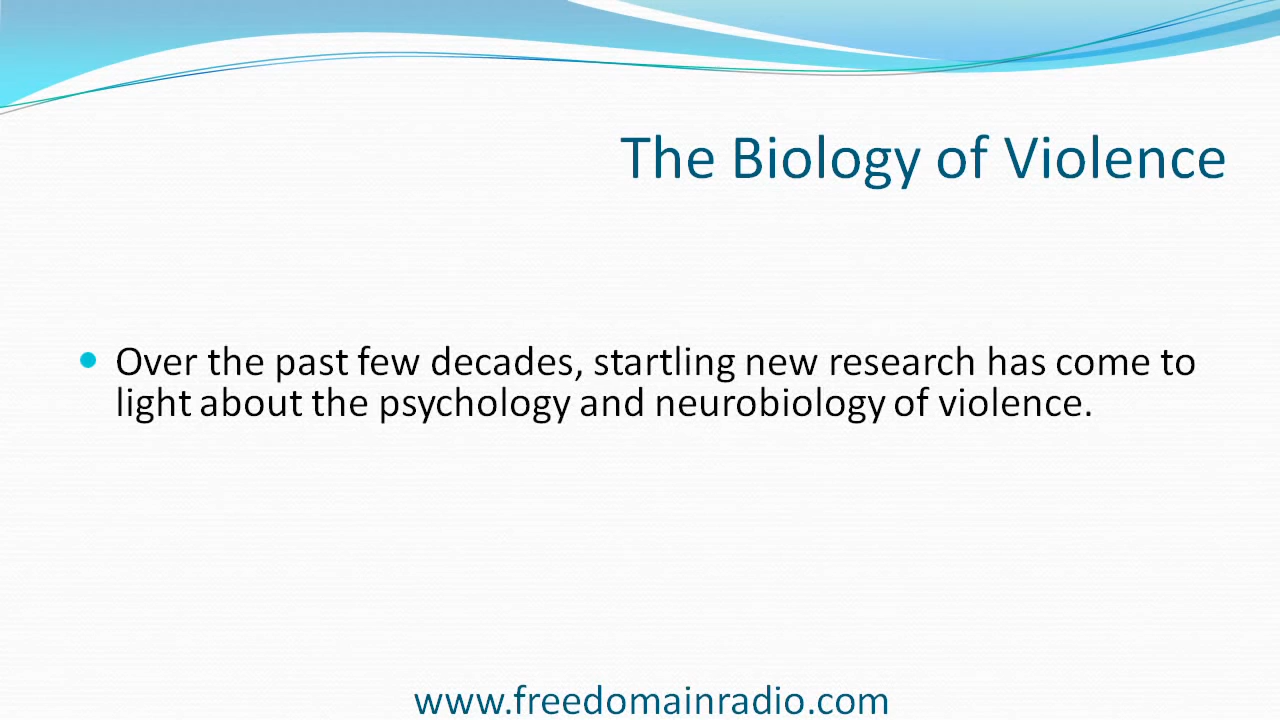 The Biology of Violence
Over the past few decades, startling new research has come to
light about the psychology and neurobiology of violence.
www.freedomainradio.com